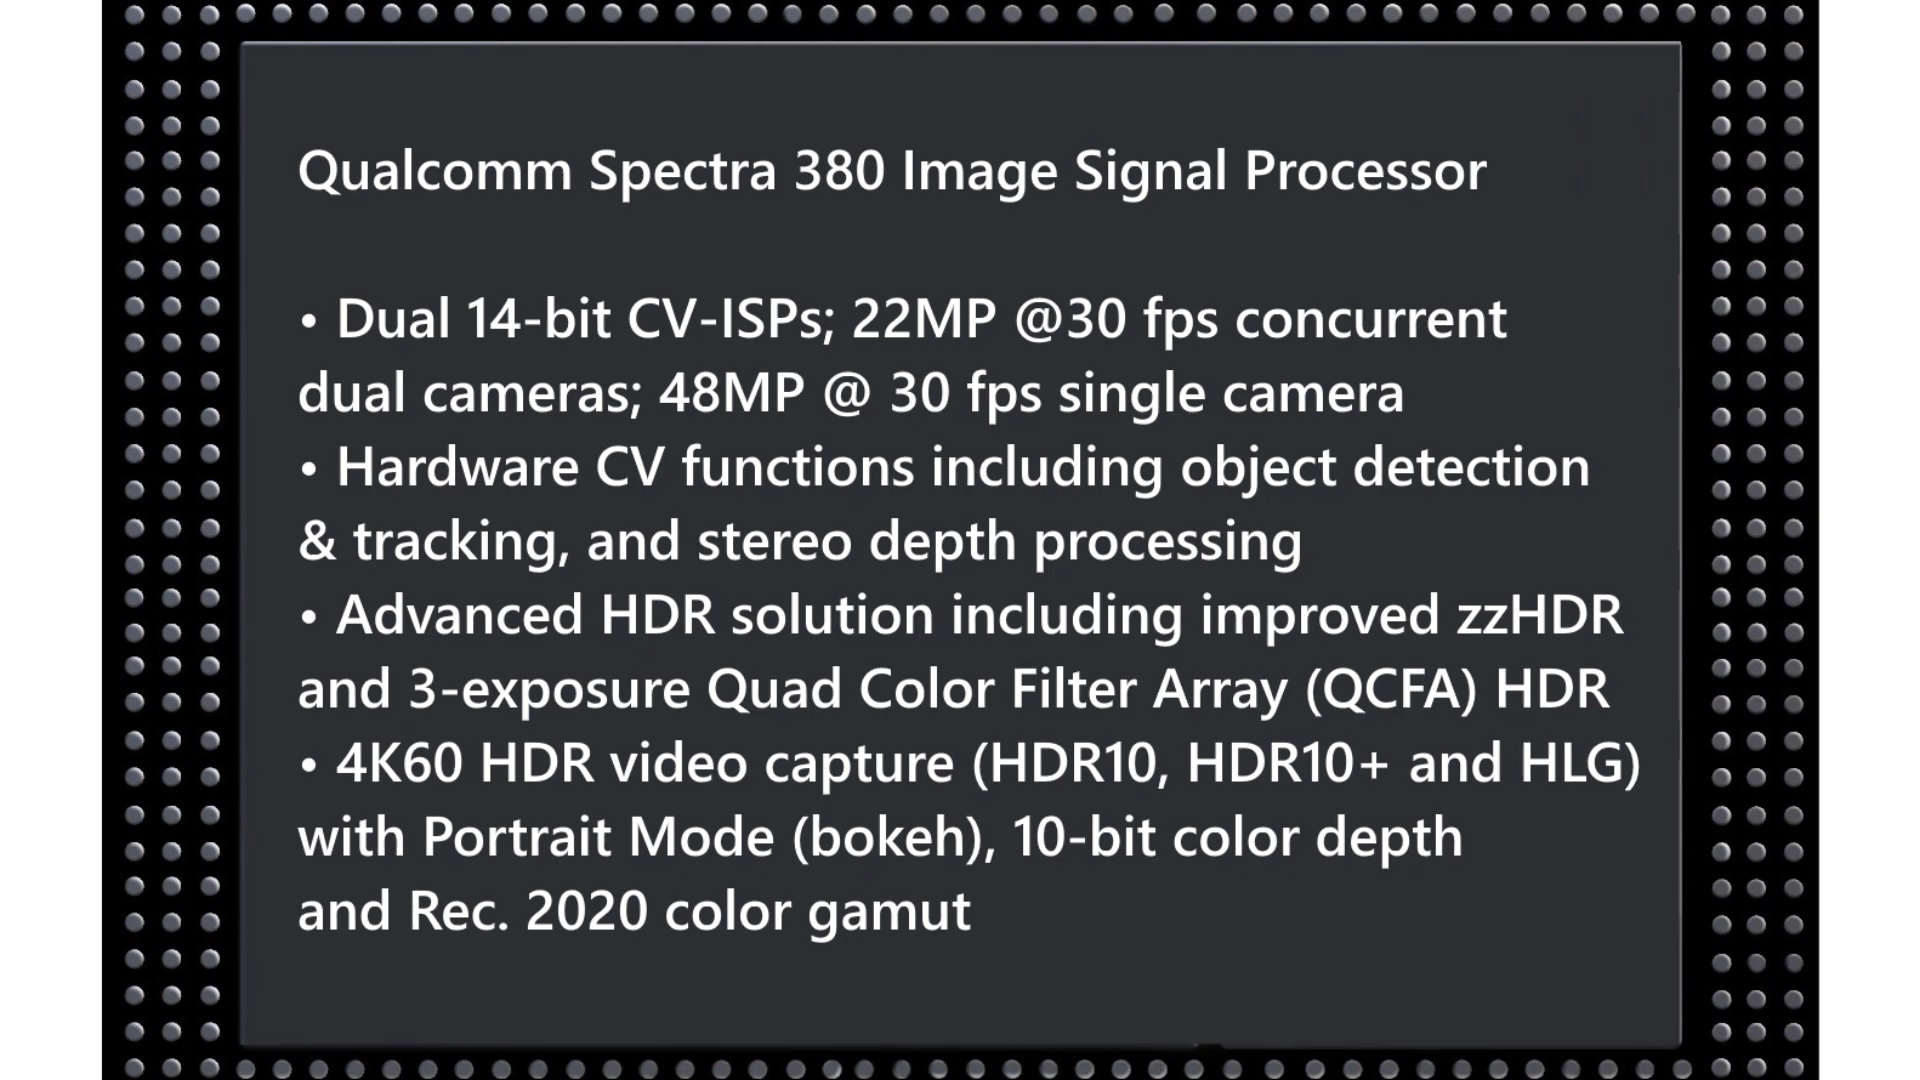 Qualcomm Spectra 380 Image Signal Processor
• Dual 14-bit CV-ISPs; 22MP @30 fps concurrent
dual cameras; 48MP @ 30 fps single camera
• Hardware CV functions including object detection
& tracking, and stereo depth processing
• Advanced HDR solution including improved zzHDR
and 3-exposure Quad Color Filter Array (QCFA) HDR
• 4K60 HDR video capture (HDR10, HDR10+ and HLG)
with Portrait Mode (bokeh), 10-bit color depth
and Rec. 2020 color gamut